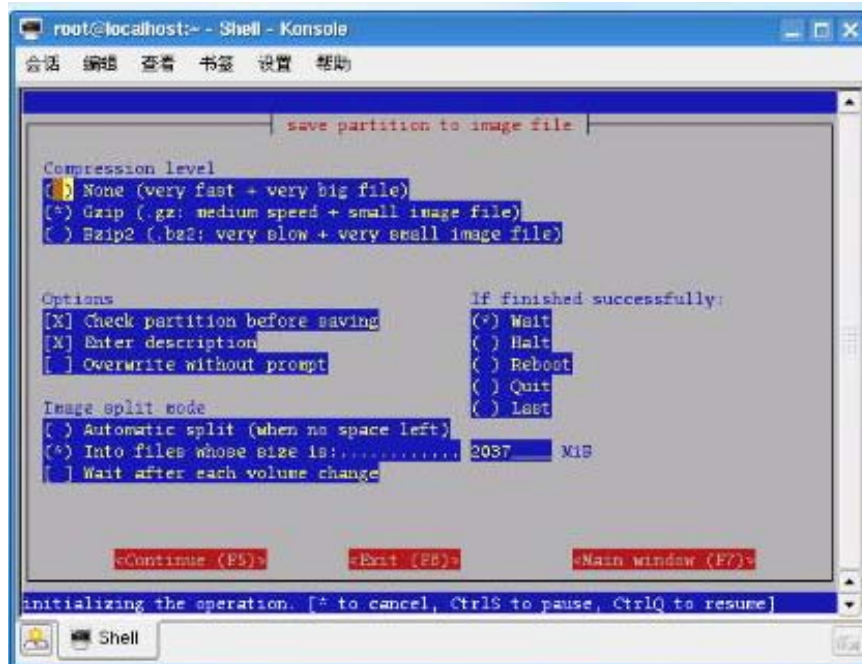 root@localhost:~ - Shell - Konsole
会话 编辑 查看 书签 设置 帮助
save partition to image file
Compression level
( ) None (very fast + very big file)
(*) Gzip (.gz: medium speed + small image file)
( ) Bzip2 (.bz2: very slow + very small image file)
Options
[X] Check partition before saving
[X] Enter description
[ ] Overwrite without prompt
If finished successfully:
(*) Wait
( ) Halt
( ) Reboot
( ) Quit
( ) Last
Image split mode
( ) Automatic split (when no space left)
(*) Into files whose size is:............ 2037____ MiB
[ ] Wait after each volume change
<Continue (F5)> <Exit (F6)> <Main window (F7)>
initializing the operation. [^ to cancel, CtrlS to pause, CtrlQ to resume]
Shell